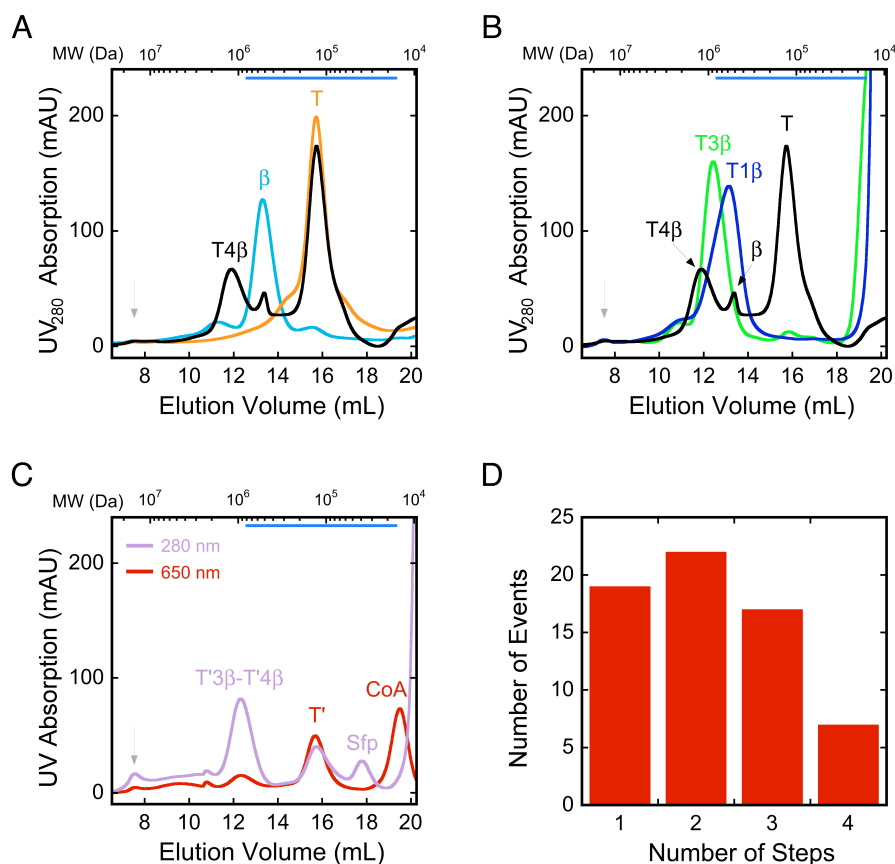 A
MW (Da)
10⁷
10⁶
10⁵
10⁴
UV₂₈₀ Absorption (mAU)
200
100
0
T
β
T4β
8
10
12
14
16
18
20
Elution Volume (mL)
B
MW (Da)
10⁷
10⁶
10⁵
10⁴
UV₂₈₀ Absorption (mAU)
200
100
0
T
T3β
T1β
T4β
β
8
10
12
14
16
18
20
Elution Volume (mL)
C
MW (Da)
10⁷
10⁶
10⁵
10⁴
UV Absorption (mAU)
200
100
0
280 nm
650 nm
T'3β-T'4β
T'
Sfp
CoA
8
10
12
14
16
18
20
Elution Volume (mL)
D
Number of Events
25
20
15
10
5
0
1
2
3
4
Number of Steps